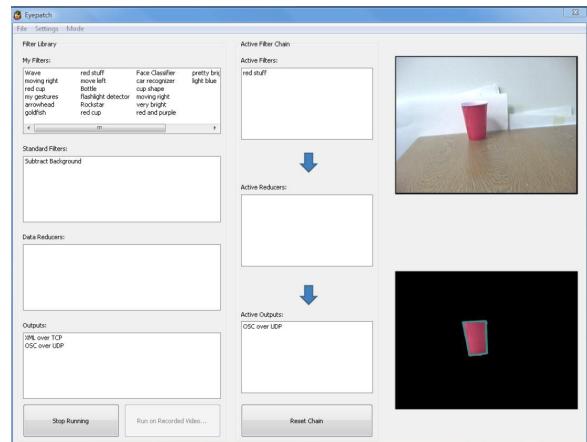 Eyepatch
File Settings Mode
Filter Library
My Filters:
Wave red stuff Face Classifier pretty brig
moving right move left car recognizer light blue
red cup Bottle cup shape
my gestures flashlight detector moving right
arrowhead Rockstar very bright
goldfish red cup red and purple
Standard Filters:
Subtract Background
Data Reducers:
Outputs:
XML over TCP
OSC over UDP
Stop Running
Run on Recorded Video...
Active Filter Chain
Active Filters:
red stuff
Active Reducers:
Active Outputs:
OSC over UDP
Reset Chain